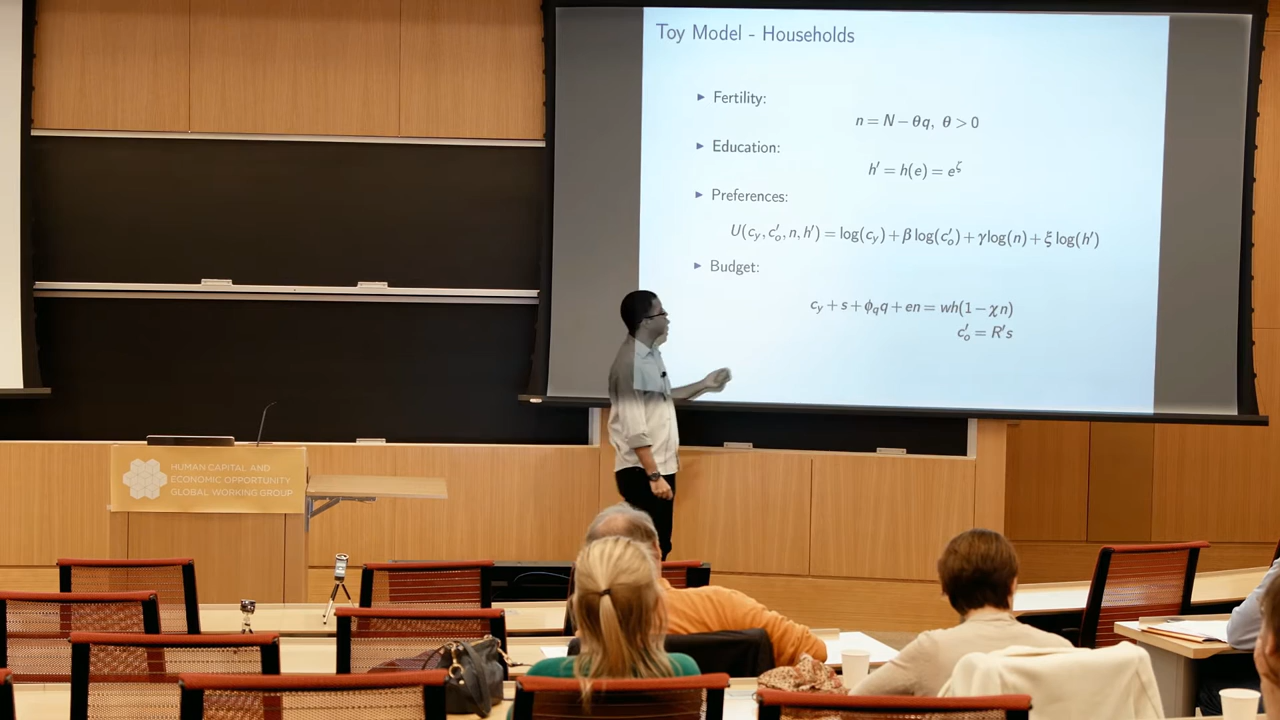 Toy Model - Households
► Fertility:
n = N − θq, θ > 0
► Education:
h′ = h(e) = e^ζ
► Preferences:
U(c_y, c′_o, n, h′) = log(c_y) + β log(c′_o) + γ log(n) + ξ log(h′)
► Budget:
c_y + s + ϕ_q q + en = wh(1 − χn)
c′_o = R′s
HUMAN CAPITAL AND
ECONOMIC OPPORTUNITY
GLOBAL WORKING GROUP